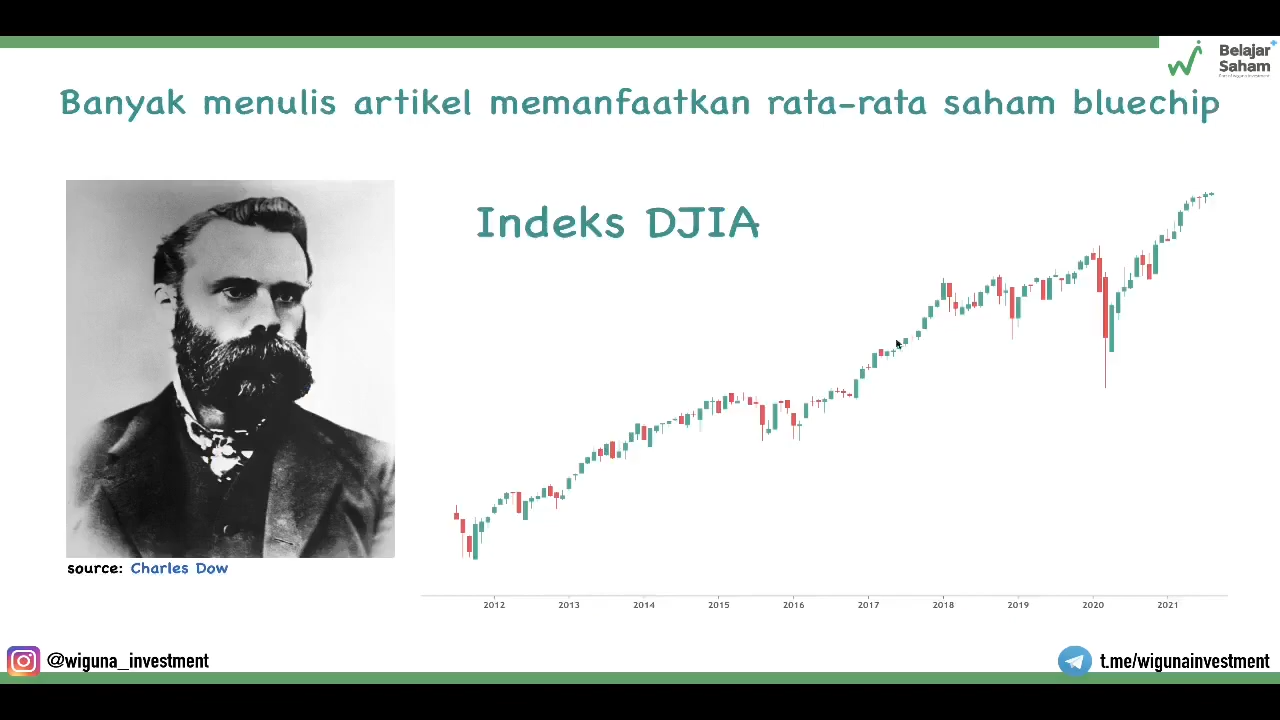 Belajar
Saham
Banyak menulis artikel memanfaatkan rata-rata saham bluechip
Indeks DJIA
source: Charles Dow
2012 2013 2014 2015 2016 2017 2018 2019 2020 2021
@wiguna_investment
t.me/wigunainvestment